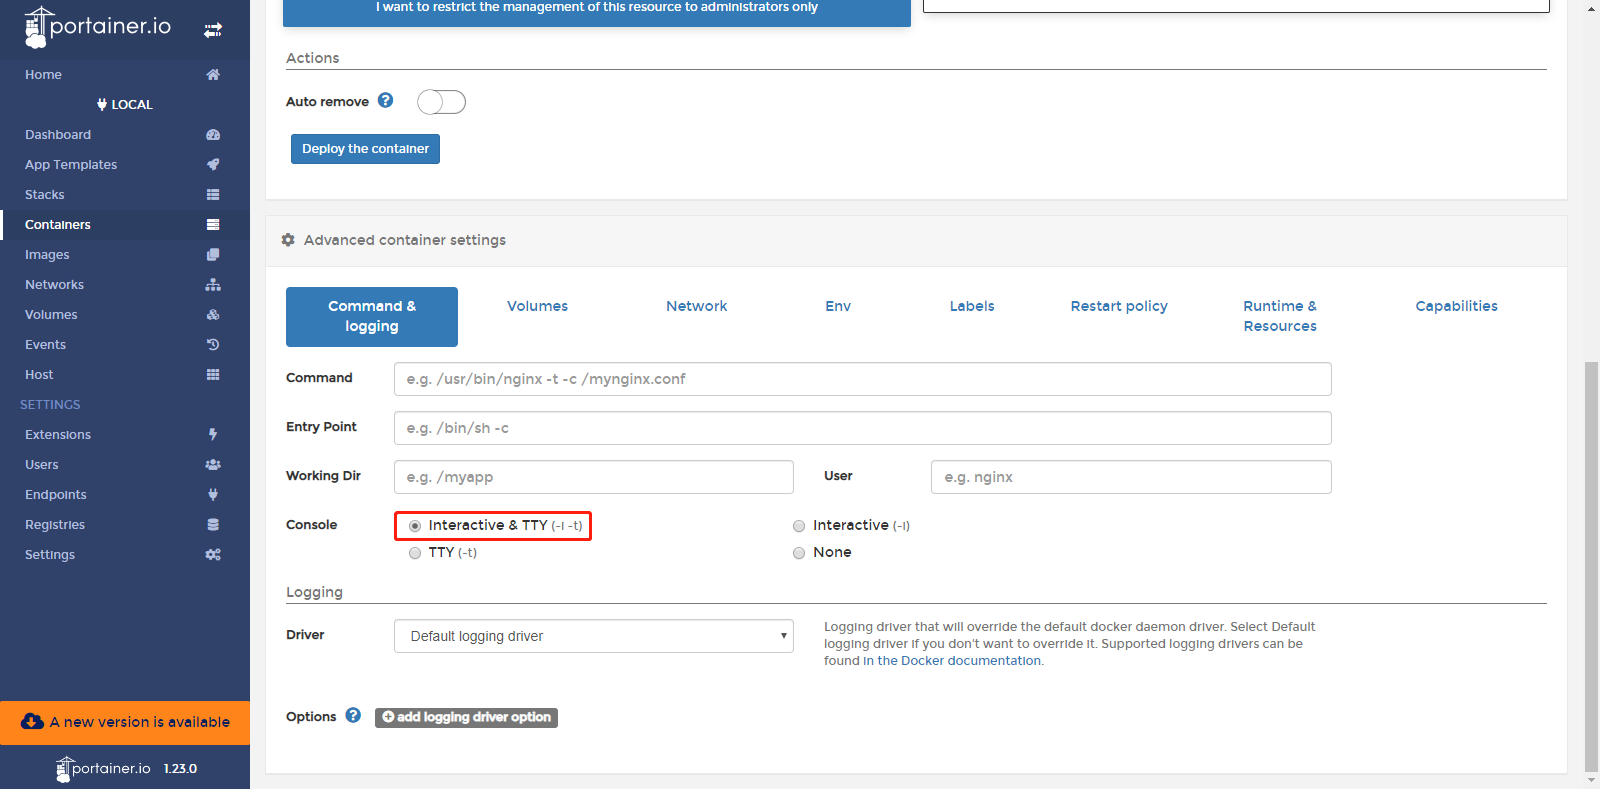 portainer.io
Home
LOCAL
Dashboard
App Templates
Stacks
Containers
Images
Networks
Volumes
Events
Host
SETTINGS
Extensions
Users
Endpoints
Registries
Settings
A new version is available
portainer.io 1.23.0
I want to restrict the management of this resource to administrators only
Actions
Auto remove
Deploy the container
Advanced container settings
Command & logging
Volumes
Network
Env
Labels
Restart policy
Runtime & Resources
Capabilities
Command e.g. /usr/bin/nginx -t -c /mynginx.conf
Entry Point e.g. /bin/sh -c
Working Dir e.g. /myapp User e.g. nginx
Console Interactive & TTY (-i -t) Interactive (-i)
TTY (-t) None
Logging
Driver Default logging driver
Logging driver that will override the default docker daemon driver. Select Default
logging driver if you don't want to override it. Supported logging drivers can be
found in the Docker documentation.
Options add logging driver option